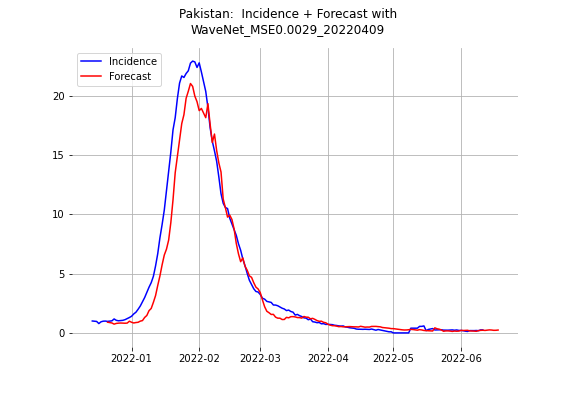 Pakistan:  Incidence + Forecast with
WaveNet_MSE0.0029_20220409
Incidence
Forecast
20
15
10
5
0
2022-01 2022-02 2022-03 2022-04 2022-05 2022-06